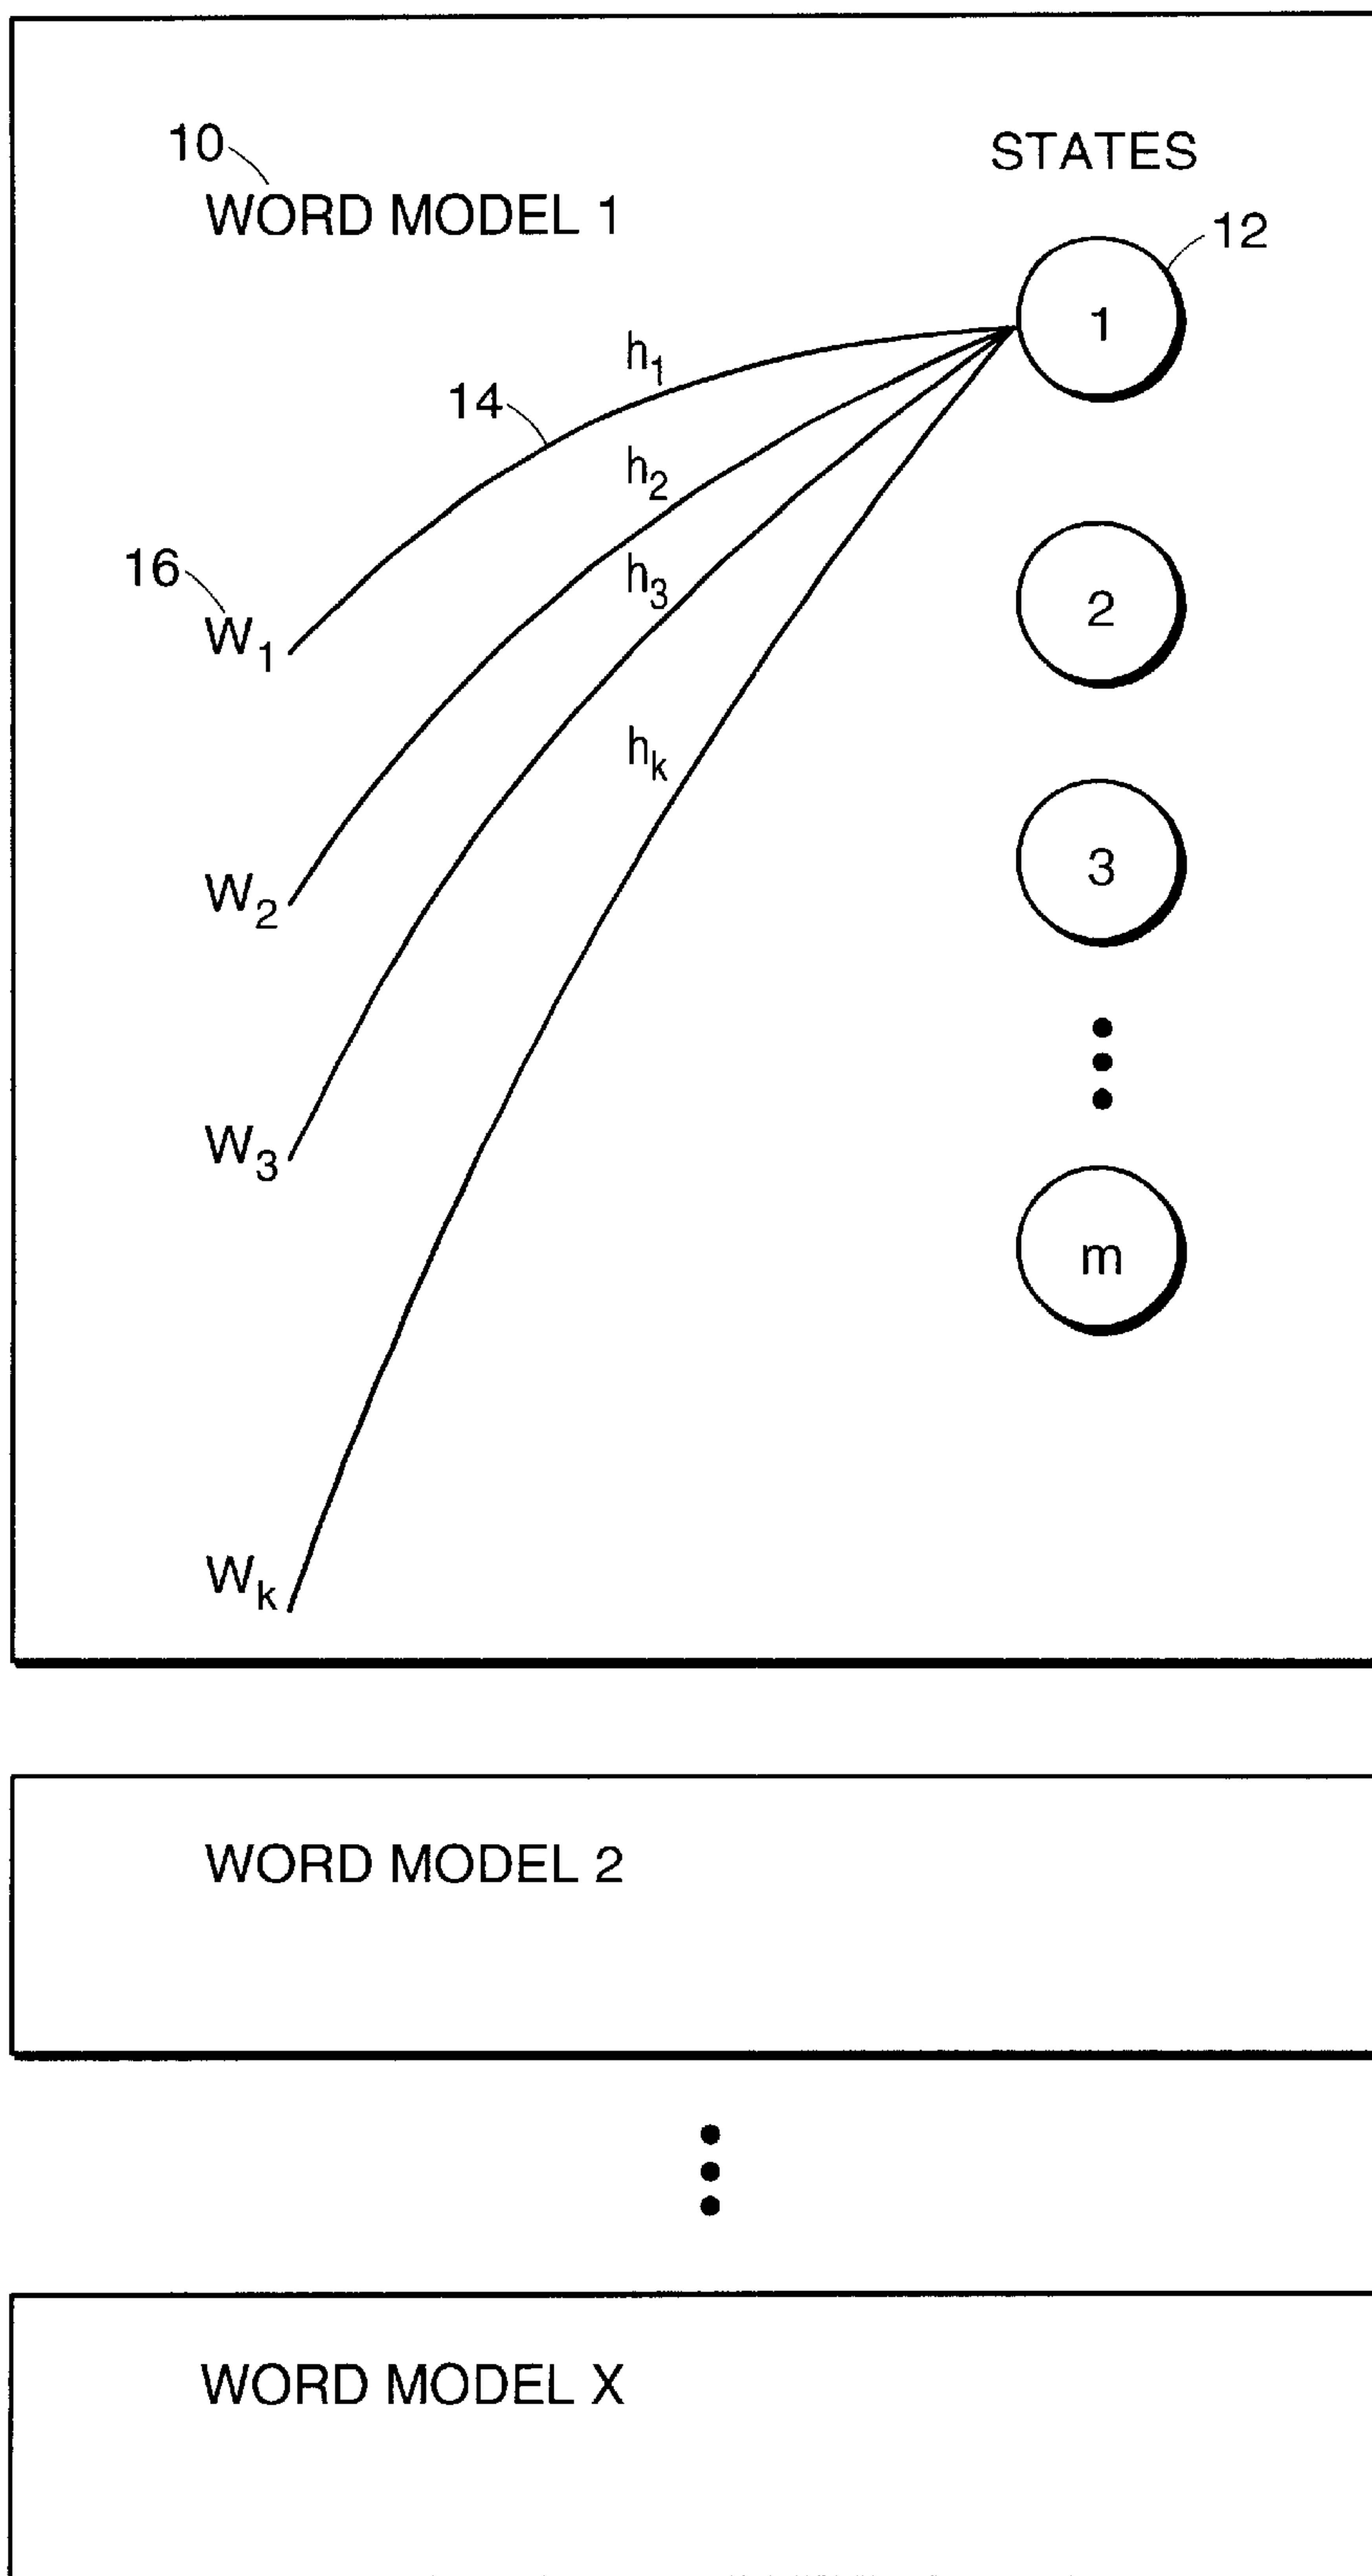 10
STATES
WORD MODEL 1
12
1
h₁
14
h₂
16
h₃
W₁
2
hₖ
3
W₂
W₃
m
Wₖ
WORD MODEL 2
WORD MODEL X